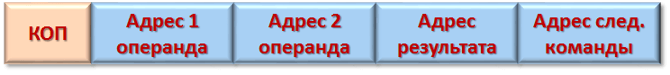 КОП
Адрес 1
операнда
Адрес 2
операнда
Адрес
результата
Адрес след.
команды